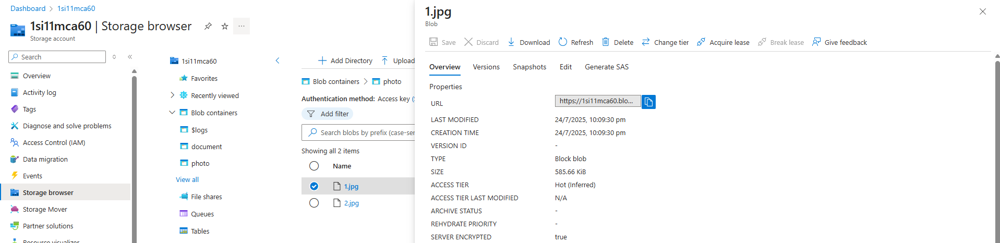 Dashboard > 1si11mca60
1si11mca60 | Storage browser ...
Storage account
Search
Overview
Activity log
Tags
Diagnose and solve problems
Access Control (IAM)
Data migration
Events
Storage browser
Storage Mover
Partner solutions
Resource visualizer
1si11mca60
Favorites
Recently viewed
Blob containers
$logs
document
photo
View all
File shares
Queues
Tables
Add Directory Upload
Blob containers > photo
Authentication method: Access key (
Add filter
Search blobs by prefix (case-sen
Showing all 2 items
Name
1.jpg
2.jpg
1.jpg
Blob
Save Discard Download Refresh Delete Change tier Acquire lease Break lease Give feedback
Overview Versions Snapshots Edit Generate SAS
Properties
URL https://1si11mca60.blo...
LAST MODIFIED 24/7/2025, 10:09:30 pm
CREATION TIME 24/7/2025, 10:09:30 pm
VERSION ID -
TYPE Block blob
SIZE 585.66 KiB
ACCESS TIER Hot (Inferred)
ACCESS TIER LAST MODIFIED N/A
ARCHIVE STATUS -
REHYDRATE PRIORITY -
SERVER ENCRYPTED true